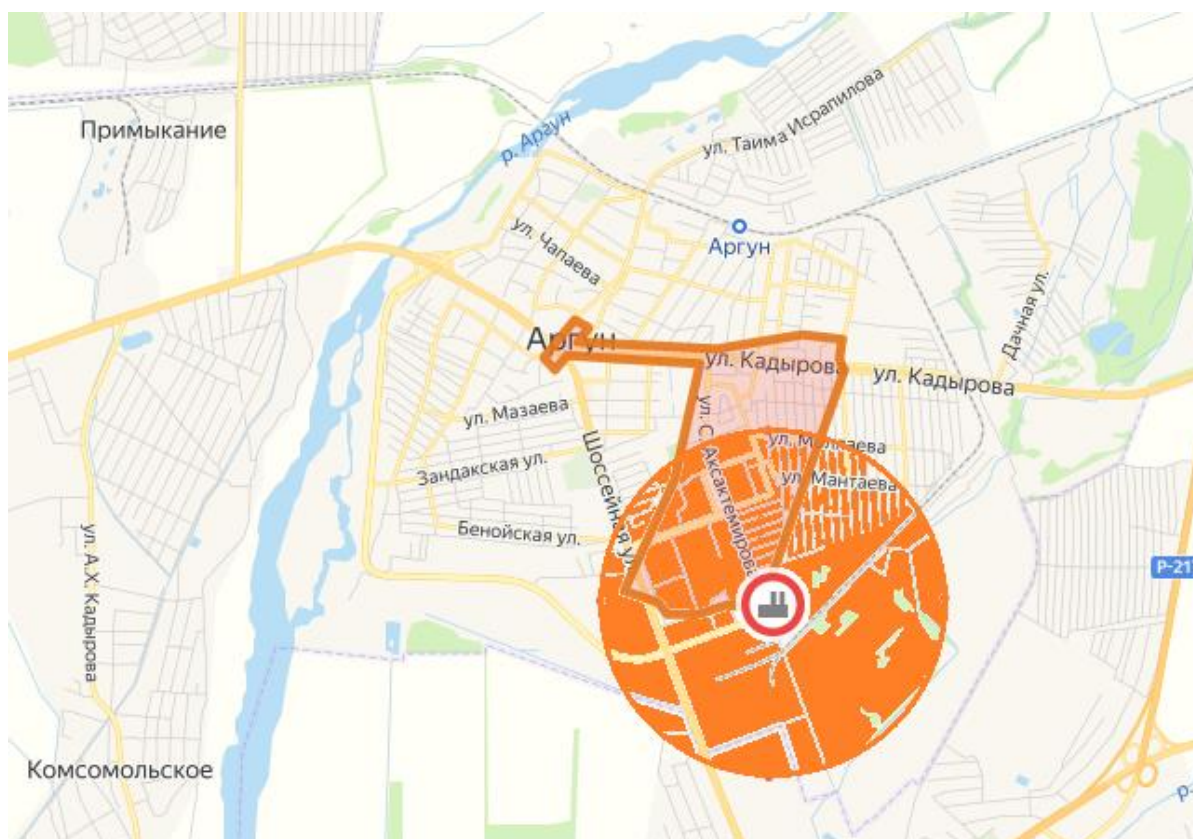 Примыкание
р. Аргун
ул. Таима Исрапилова
ул. Чапаева
Аргун
Дачная ул.
Аргун
ул. Кадырова
ул. Кадырова
ул. Мазаева
ул. С. Аксактемирова
Шоссейная ул.
Зандакская ул.
ул. Мантаева
Бенойская ул.
ул. А.Х. Кадырова
Р-21
Комсомольское
р-